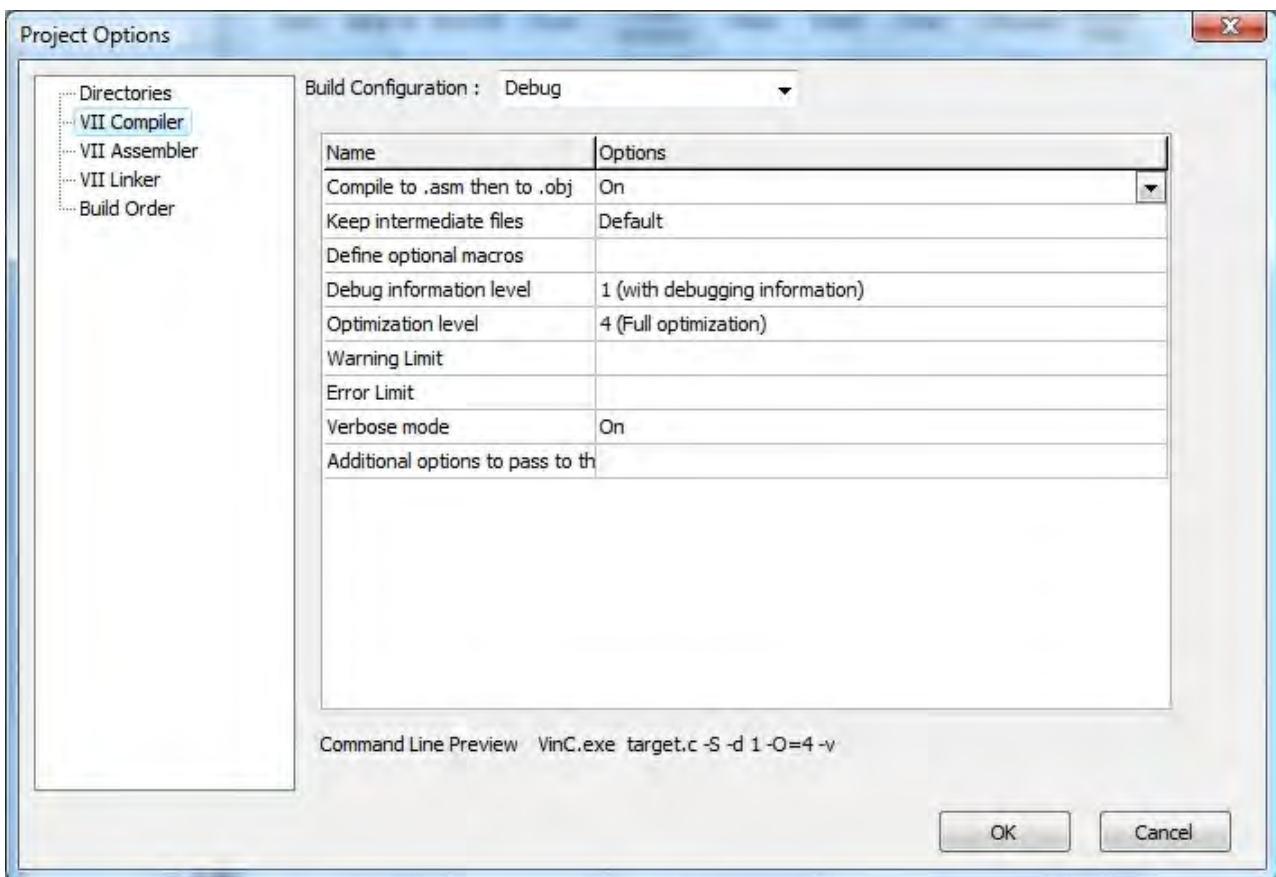 Project Options
Directories
VII Compiler
VII Assembler
VII Linker
Build Order
Build Configuration : Debug
Name Options
Compile to .asm then to .obj On
Keep intermediate files Default
Define optional macros
Debug information level 1 (with debugging information)
Optimization level 4 (Full optimization)
Warning Limit
Error Limit
Verbose mode On
Additional options to pass to th
Command Line Preview VinC.exe target.c -S -d 1 -O=4 -v
OK Cancel